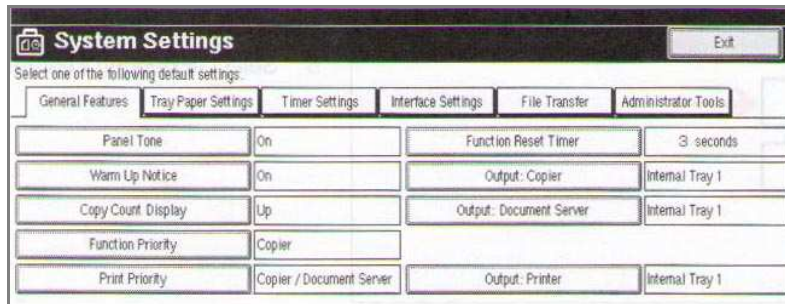 System Settings
Exit
Select one of the following default settings.
General Features Tray Paper Settings Timer Settings Interface Settings File Transfer Administrator Tools
Panel Tone On Function Reset Timer 3 seconds
Warm Up Notice On Output: Copier Internal Tray 1
Copy Count Display Up Output: Document Server Internal Tray 1
Function Priority Copier
Print Priority Copier / Document Server Output: Printer Internal Tray 1